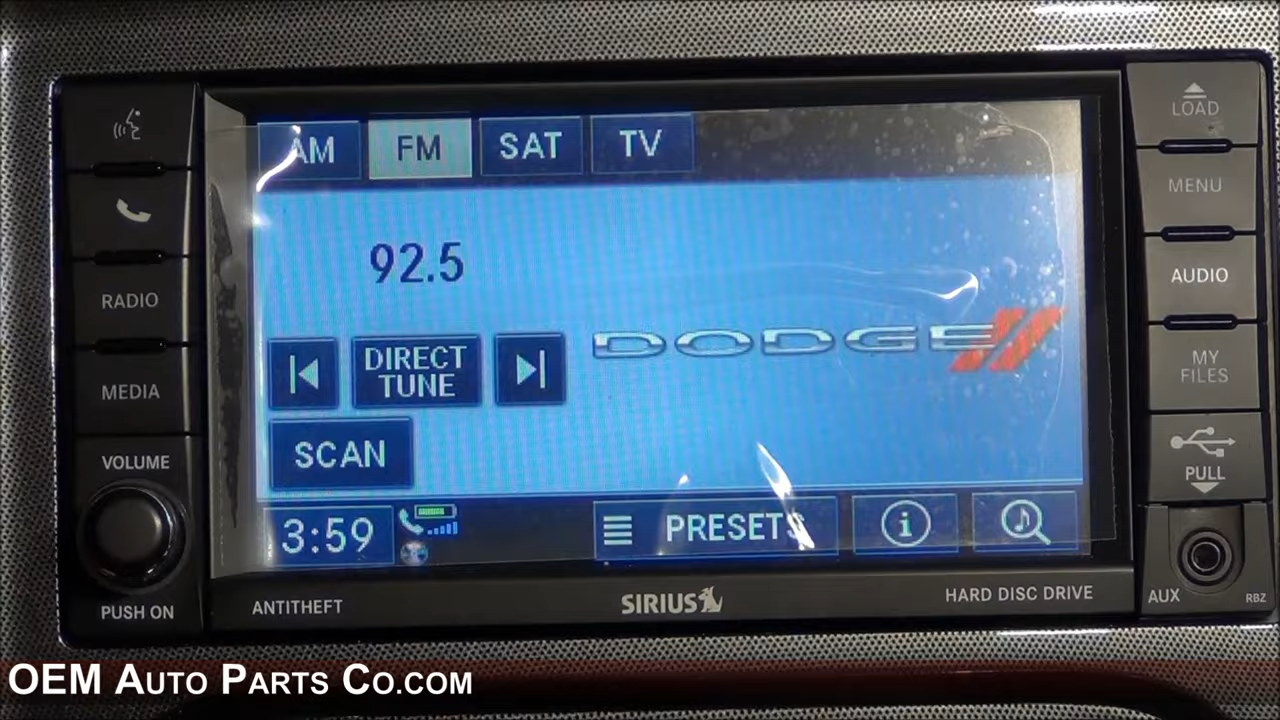 RADIO
MEDIA
VOLUME
PUSH ON
AM
FM
SAT
TV
92.5
DIRECT
TUNE
SCAN
DODGE
3:59
PRESETS
i
ANTITHEFT
SIRIUS
HARD DISC DRIVE
LOAD
MENU
AUDIO
MY
FILES
PULL
AUX
RBZ
OEM AUTO PARTS CO.COM